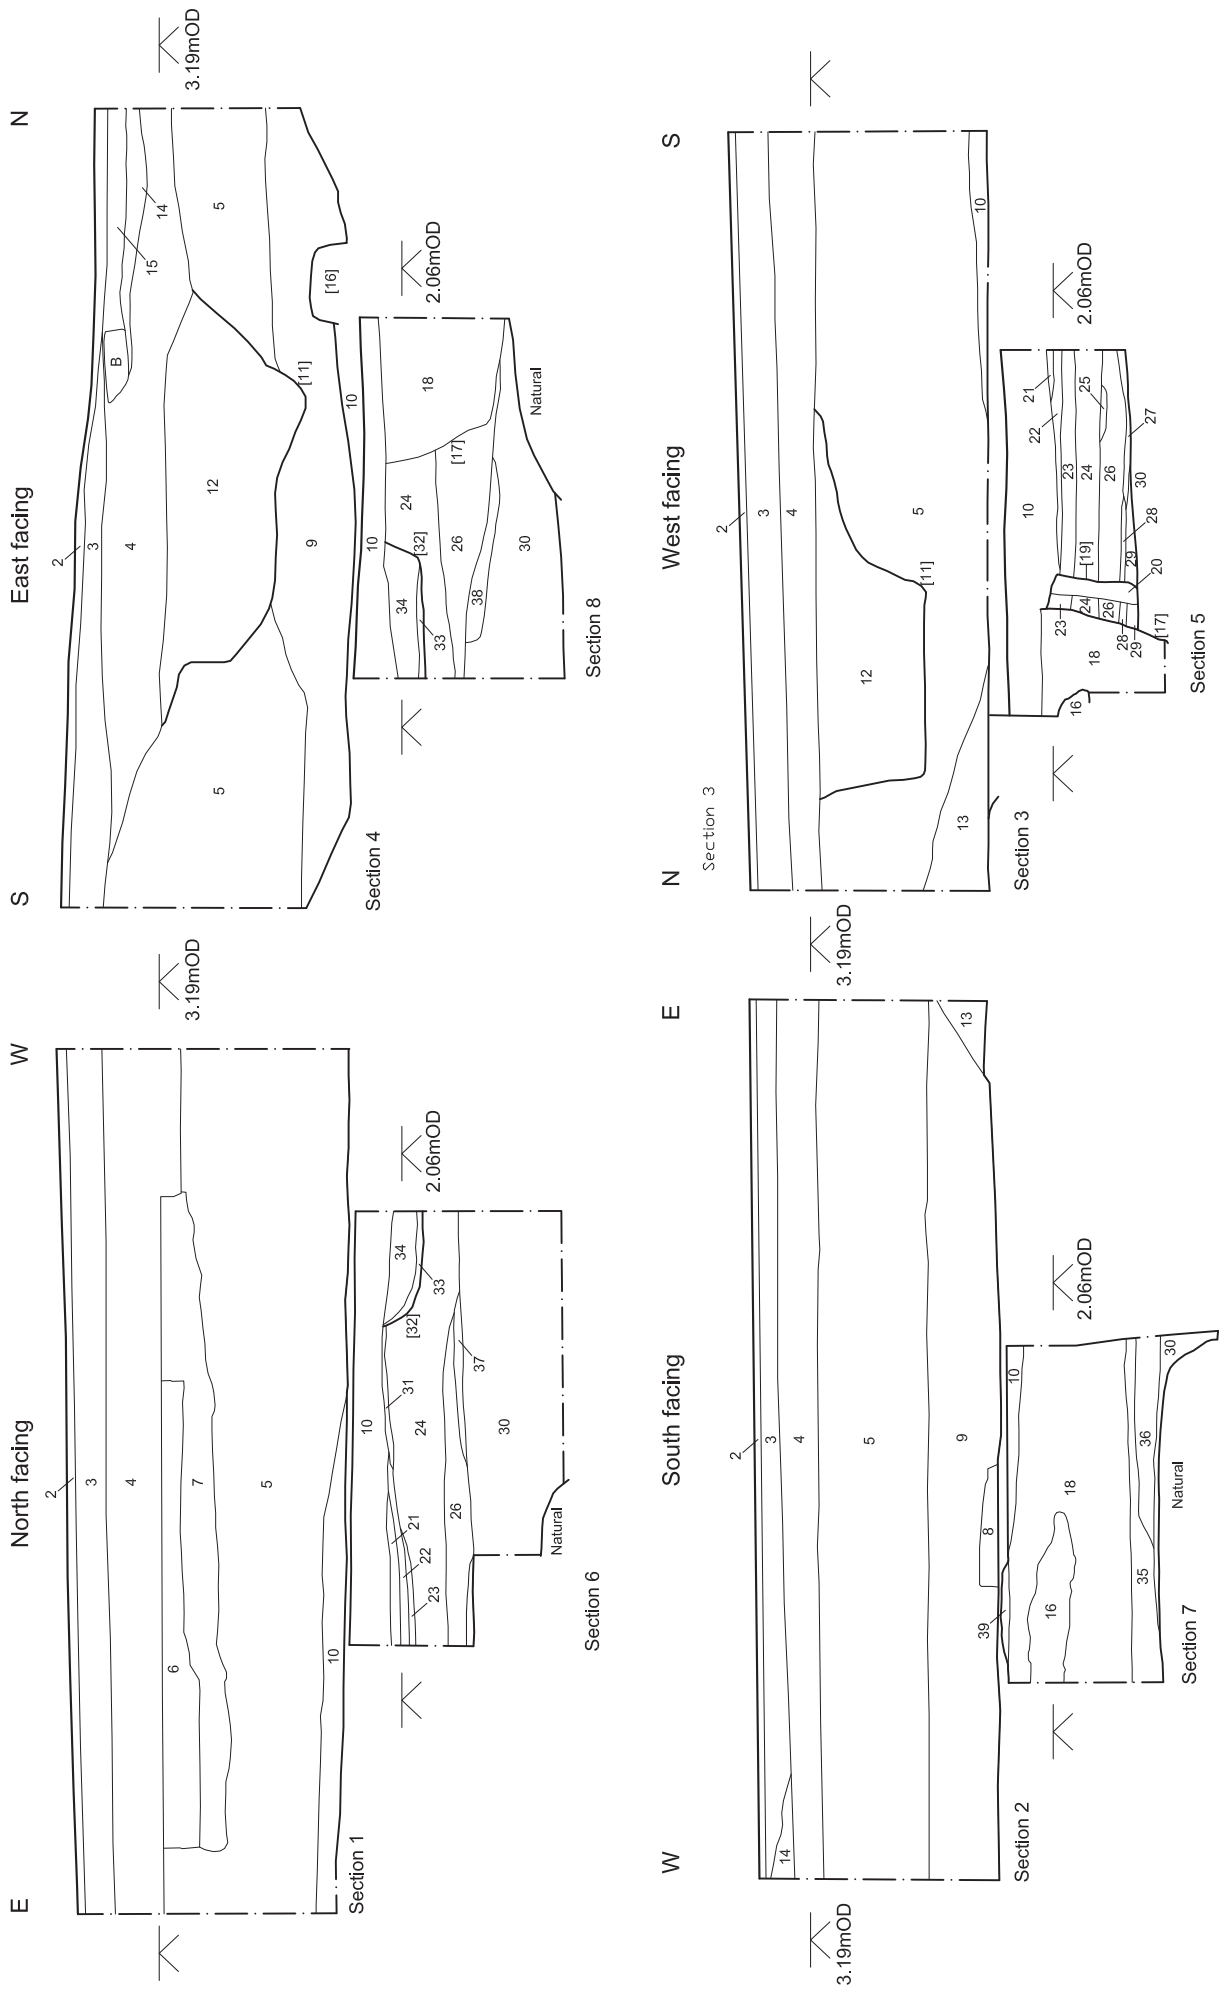 East facing
S
N
3.19mOD
2
3
4
5
12
9
5
14
15
B
[11]
[16]
10
Section 4
10
18
[17]
24
[32]
34
33
26
38
30
Natural
2.06mOD
Section 8
North facing
E
W
3.19mOD
2
3
4
6
7
5
10
Section 1
10
31
34
33
[32]
24
21
22
23
26
37
30
Natural
2.06mOD
Section 6
West facing
N
S
Section 3
3.19mOD
2
3
4
5
12
[11]
13
10
Section 3
10
21
22
23
24
25
26
27
30
28
29
20
[19]
23
24
26
28
29
[17]
18
16
2.06mOD
Section 5
South facing
W
E
3.19mOD
2
3
4
5
9
14
8
13
39
Section 2
10
18
16
35
36
30
Natural
2.06mOD
Section 7